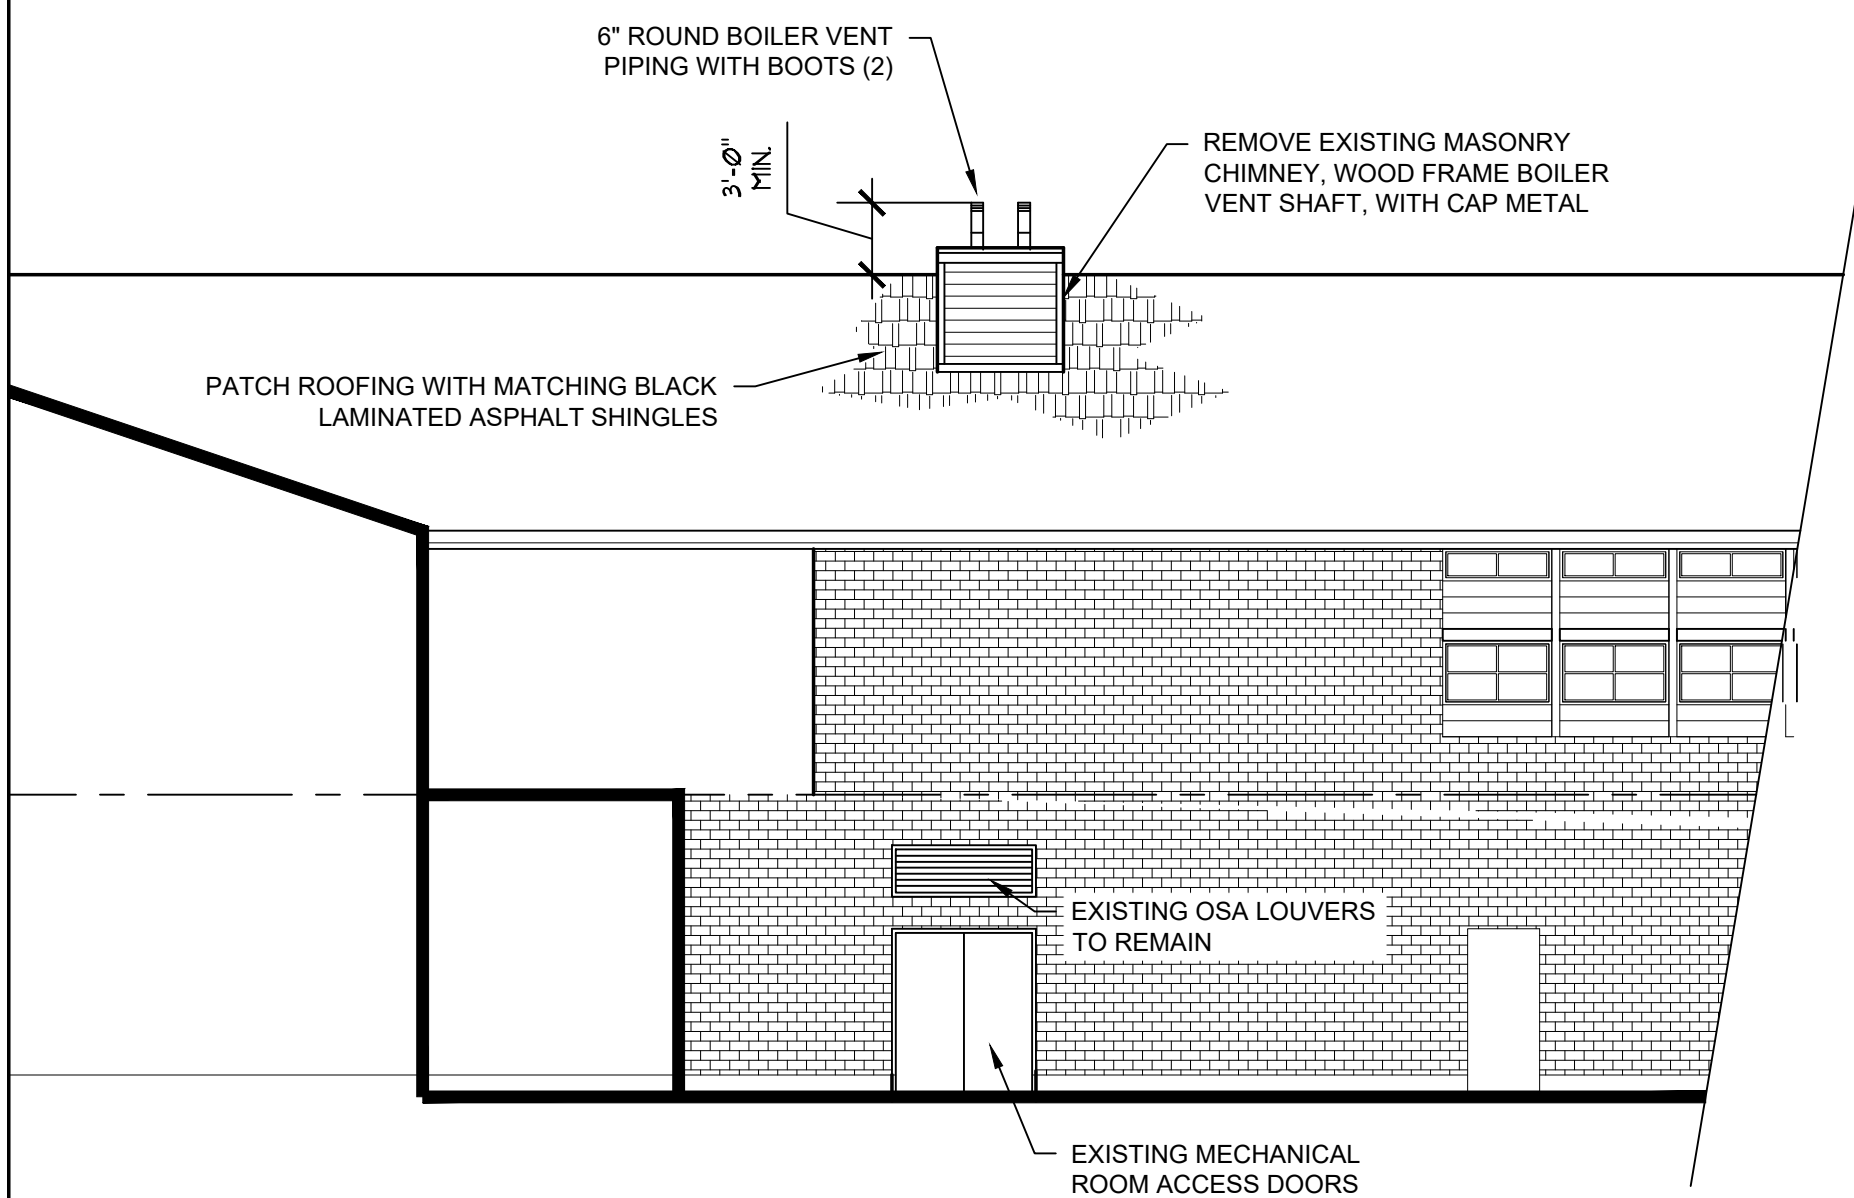 6" ROUND BOILER VENT
PIPING WITH BOOTS (2)
3'-0"
MIN.
REMOVE EXISTING MASONRY
CHIMNEY, WOOD FRAME BOILER
VENT SHAFT, WITH CAP METAL
PATCH ROOFING WITH MATCHING BLACK
LAMINATED ASPHALT SHINGLES
EXISTING OSA LOUVERS
TO REMAIN
EXISTING MECHANICAL
ROOM ACCESS DOORS